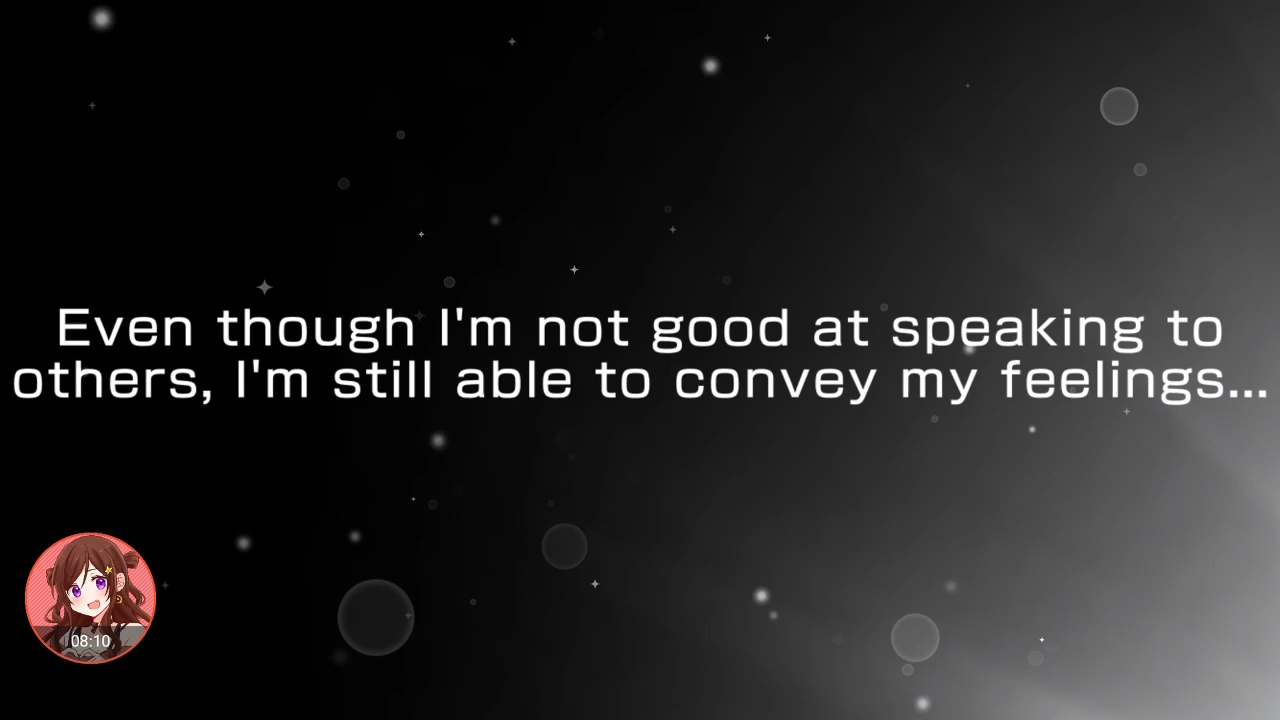 Even though I'm not good at speaking to
others, I'm still able to convey my feelings...
08:10